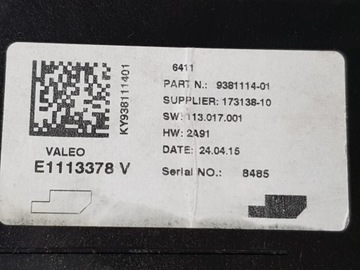 6411
PART N.: 9381114-01
SUPPLIER: 173138-10
SW: 113.017.001
HW: 2A91
DATE: 24.04.15
Serial NO.: 8485
KY938111401
VALEO
E1113378 V